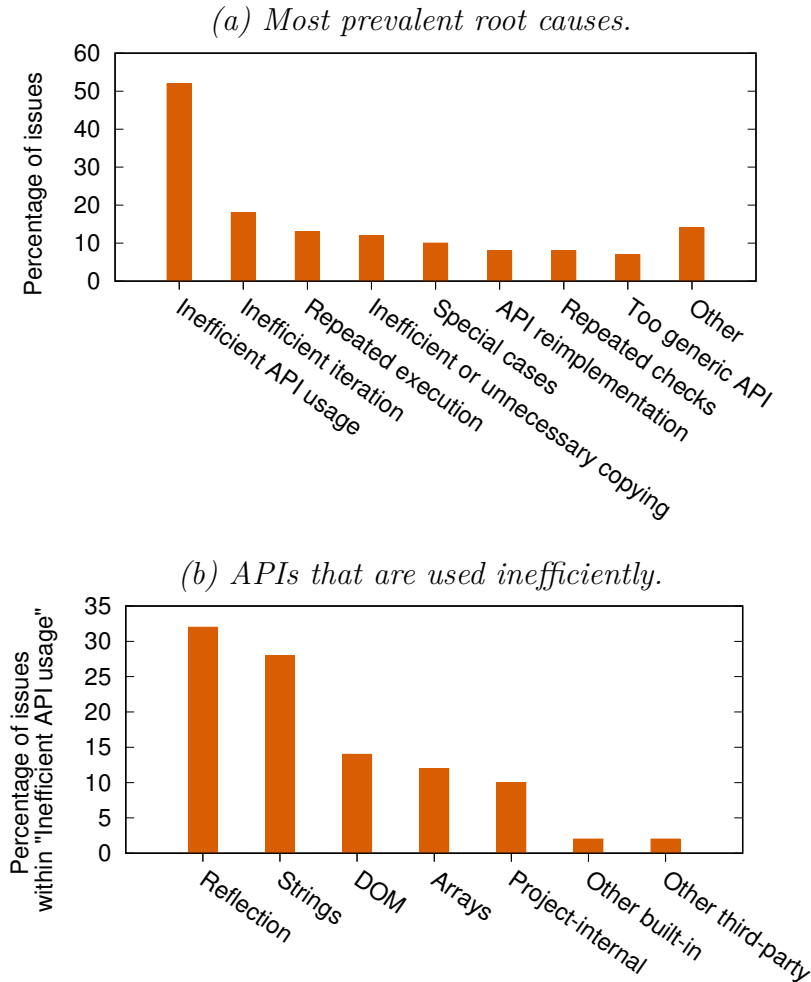 (a) Most prevalent root causes.
Percentage of issues
60
50
40
30
20
10
0
Inefficient API usage
Inefficient iteration
Repeated execution
Inefficient or unnecessary copying
Special cases
API reimplementation
Repeated checks
Too generic API
Other
(b) APIs that are used inefficiently.
Percentage of issues
within "Inefficient API usage"
35
30
25
20
15
10
5
0
Reflection
Strings
DOM
Arrays
Project-internal
Other built-in
Other third-party